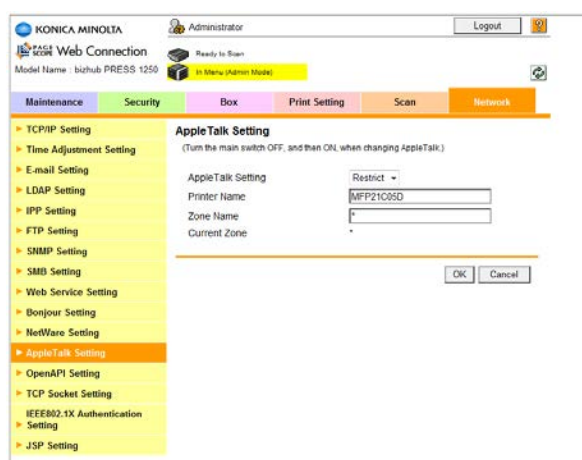 KONICA MINOLTA
Administrator
Logout
?
PAGE SCOPE Web Connection
Ready to Scan
Model Name : bizhub PRESS 1250
In Menu (Admin Mode)
Maintenance Security Box Print Setting Scan Network
TCP/IP Setting
Time Adjustment Setting
E-mail Setting
LDAP Setting
IPP Setting
FTP Setting
SNMP Setting
SMB Setting
Web Service Setting
Bonjour Setting
NetWare Setting
AppleTalk Setting
OpenAPI Setting
TCP Socket Setting
IEEE802.1X Authentication
Setting
JSP Setting
AppleTalk Setting
(Turn the main switch OFF, and then ON, when changing AppleTalk.)
AppleTalk Setting Restrict
Printer Name MFP21C05D
Zone Name *
Current Zone *
OK Cancel